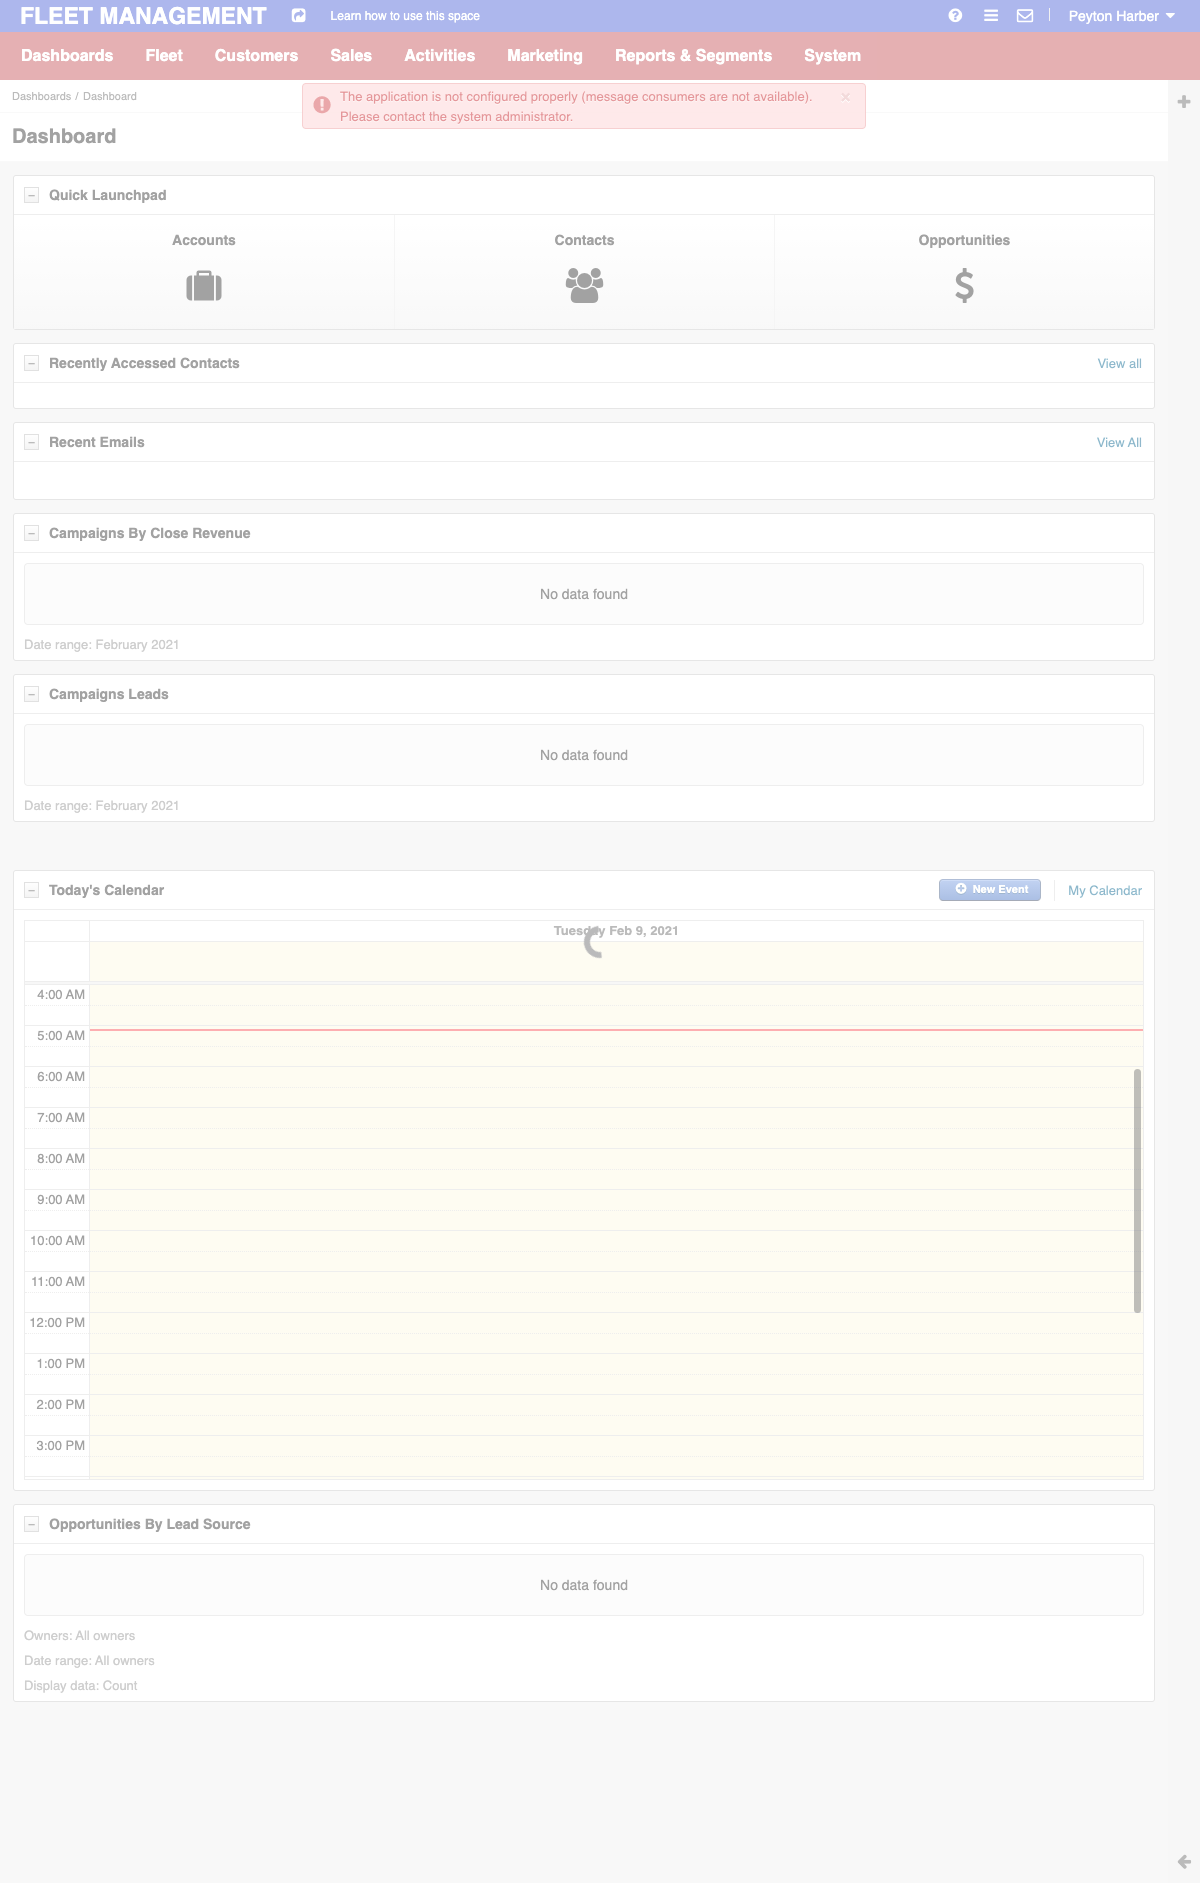 FLEET MANAGEMENT
Learn how to use this space
Peyton Harber
Dashboards Fleet Customers Sales Activities Marketing Reports & Segments System
Dashboards / Dashboard
The application is not configured properly (message consumers are not available).
Please contact the system administrator.
Dashboard
Quick Launchpad
Accounts
Contacts
Opportunities
Recently Accessed Contacts
View all
Recent Emails
View All
Campaigns By Close Revenue
No data found
Date range: February 2021
Campaigns Leads
No data found
Date range: February 2021
Today's Calendar
New Event
My Calendar
Tuesday Feb 9, 2021
4:00 AM
5:00 AM
6:00 AM
7:00 AM
8:00 AM
9:00 AM
10:00 AM
11:00 AM
12:00 PM
1:00 PM
2:00 PM
3:00 PM
Opportunities By Lead Source
No data found
Owners: All owners
Date range: All owners
Display data: Count